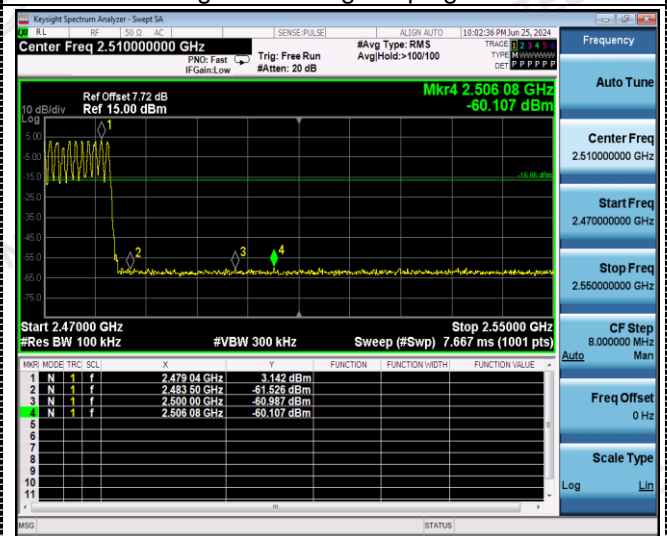 Keysight Spectrum Analyzer - Swept SA
RL RF 50 Ω AC SENSE:PULSE ALIGN AUTO 10:02:36 PM Jun 25, 2024
Center Freq 2.510000000 GHz
PNO: Fast
IFGain:Low
Trig: Free Run
#Atten: 20 dB
#Avg Type: RMS
Avg|Hold:>100/100
TRACE 1 2 3 4 5 6
TYPE M W W W W W
DET P P P P P P
Frequency
Auto Tune
Center Freq
2.510000000 GHz
Start Freq
2.470000000 GHz
Stop Freq
2.550000000 GHz
CF Step
8.000000 MHz
Auto Man
Freq Offset
0 Hz
Scale Type
Log Lin
Ref Offset 7.72 dB
10 dB/div Ref 15.00 dBm
Log
Mkr4 2.506 08 GHz
-60.107 dBm
5.00
-5.00
-15.0
-25.0
-35.0
-45.0
-55.0
-65.0
-75.0
-16.86 dBm
1
2
3
4
Start 2.47000 GHz Stop 2.55000 GHz
#Res BW 100 kHz #VBW 300 kHz Sweep (#Swp) 7.667 ms (1001 pts)
MKR MODE TRC SCL X Y FUNCTION FUNCTION WIDTH FUNCTION VALUE
1 N 1 f 2.479 04 GHz 3.142 dBm
2 N 1 f 2.483 50 GHz -61.526 dBm
3 N 1 f 2.500 00 GHz -60.987 dBm
4 N 1 f 2.506 08 GHz -60.107 dBm
5
6
7
8
9
10
11
MSG STATUS